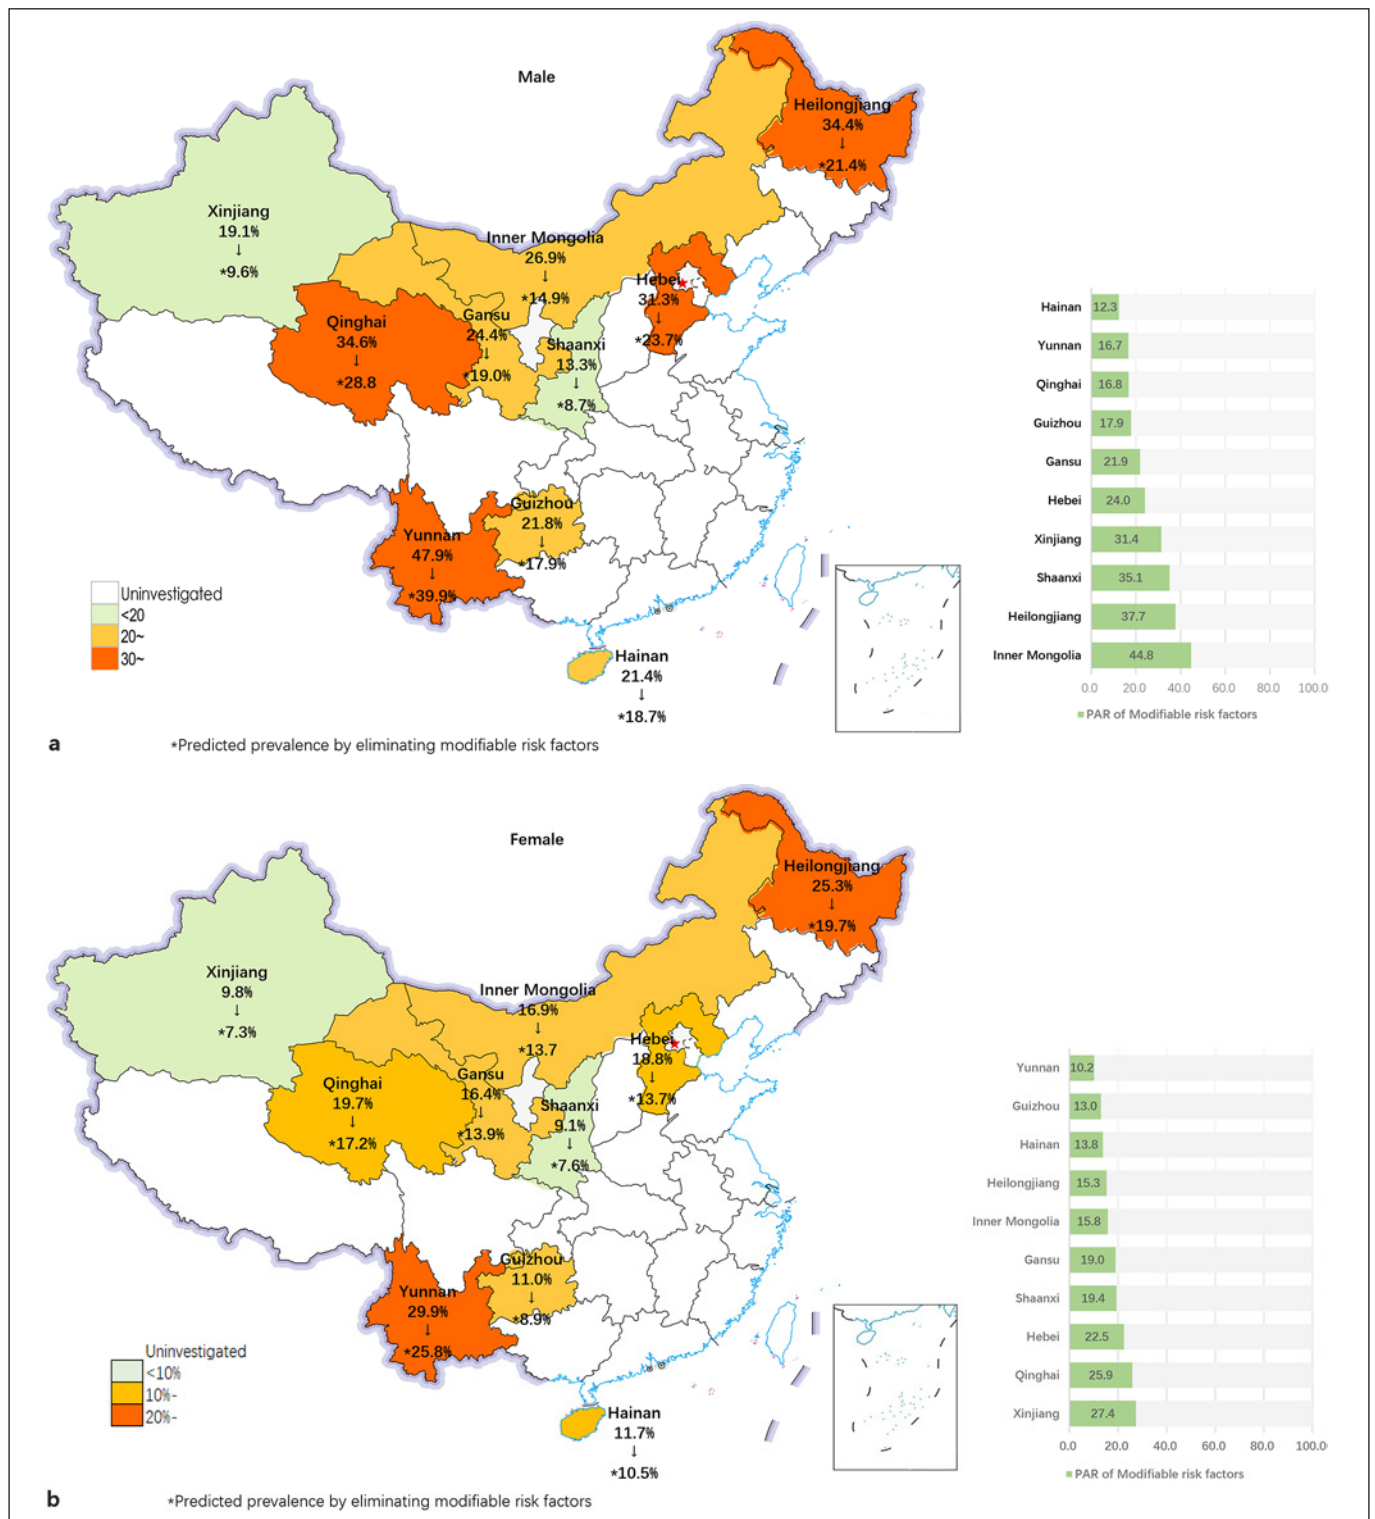 Male
Heilongjiang
34.4%
↓
*21.4%
Xinjiang
19.1%
↓
*9.6%
Inner Mongolia
26.9%
↓
*14.9%
Hebei
31.3%
↓
*23.7%
Qinghai
34.6%
↓
*28.8
Gansu
24.4%
↓
*19.0%
Shaanxi
13.3%
↓
*8.7%
Guizhou
21.8%
↓
*17.9%
Yunnan
47.9%
↓
*39.9%
Hainan
21.4%
↓
*18.7%
Uninvestigated
<20
20~
30~
Hainan 12.3
Yunnan 16.7
Qinghai 16.8
Guizhou 17.9
Gansu 21.9
Hebei 24.0
Xinjiang 31.4
Shaanxi 35.1
Heilongjiang 37.7
Inner Mongolia 44.8
0.0 20.0 40.0 60.0 80.0 100.0
PAR of Modifiable risk factors
a *Predicted prevalence by eliminating modifiable risk factors
Female
Heilongjiang
25.3%
↓
*19.7%
Xinjiang
9.8%
↓
*7.3%
Inner Mongolia
16.9%
↓
*13.7
Hebei
18.8%
↓
*13.7%
Qinghai
19.7%
↓
*17.2%
Gansu
16.4%
↓
*13.9%
Shaanxi
9.1%
↓
*7.6%
Guizhou
11.0%
↓
*8.9%
Yunnan
29.9%
↓
*25.8%
Hainan
11.7%
↓
*10.5%
Uninvestigated
<10%
10%-
20%-
Yunnan 10.2
Guizhou 13.0
Hainan 13.8
Heilongjiang 15.3
Inner Mongolia 15.8
Gansu 19.0
Shaanxi 19.4
Hebei 22.5
Qinghai 25.9
Xinjiang 27.4
0.0 20.0 40.0 60.0 80.0 100.0
PAR of Modifiable risk factors
b *Predicted prevalence by eliminating modifiable risk factors